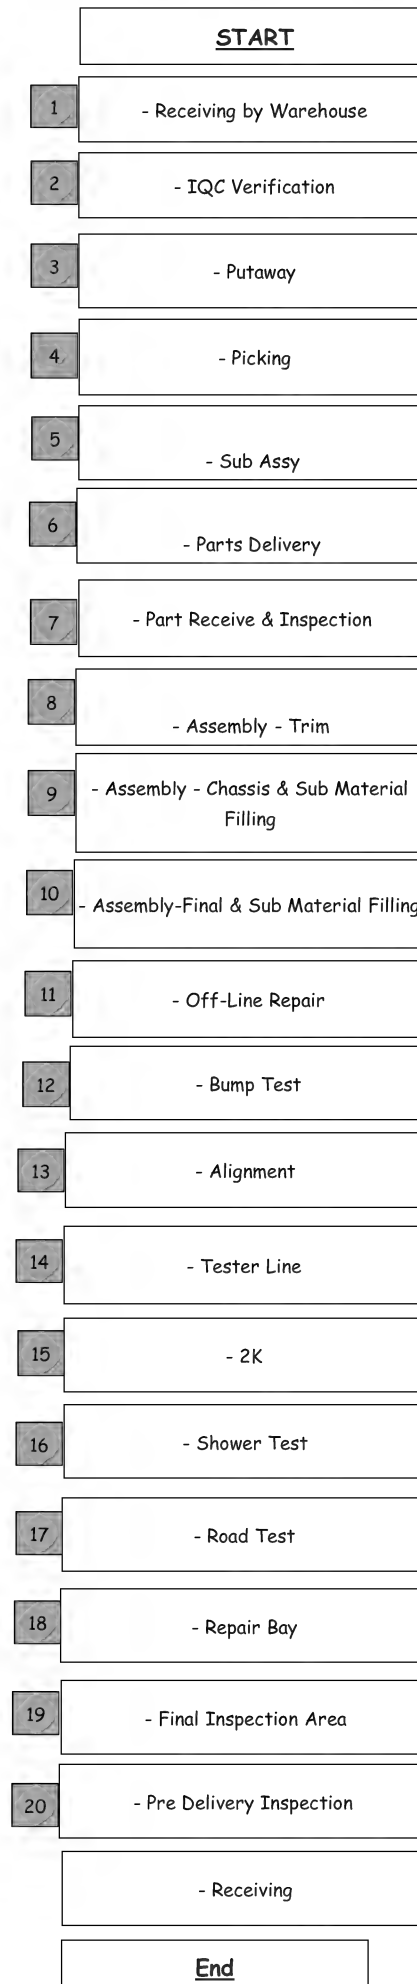 START
1 - Receiving by Warehouse
2 - IQC Verification
3 - Putaway
4 - Picking
5 - Sub Assy
6 - Parts Delivery
7 - Part Receive & Inspection
8 - Assembly - Trim
9 - Assembly - Chassis & Sub Material
Filling
10 - Assembly-Final & Sub Material Filling
11 - Off-Line Repair
12 - Bump Test
13 - Alignment
14 - Tester Line
15 - 2K
16 - Shower Test
17 - Road Test
18 - Repair Bay
19 - Final Inspection Area
20 - Pre Delivery Inspection
- Receiving
End